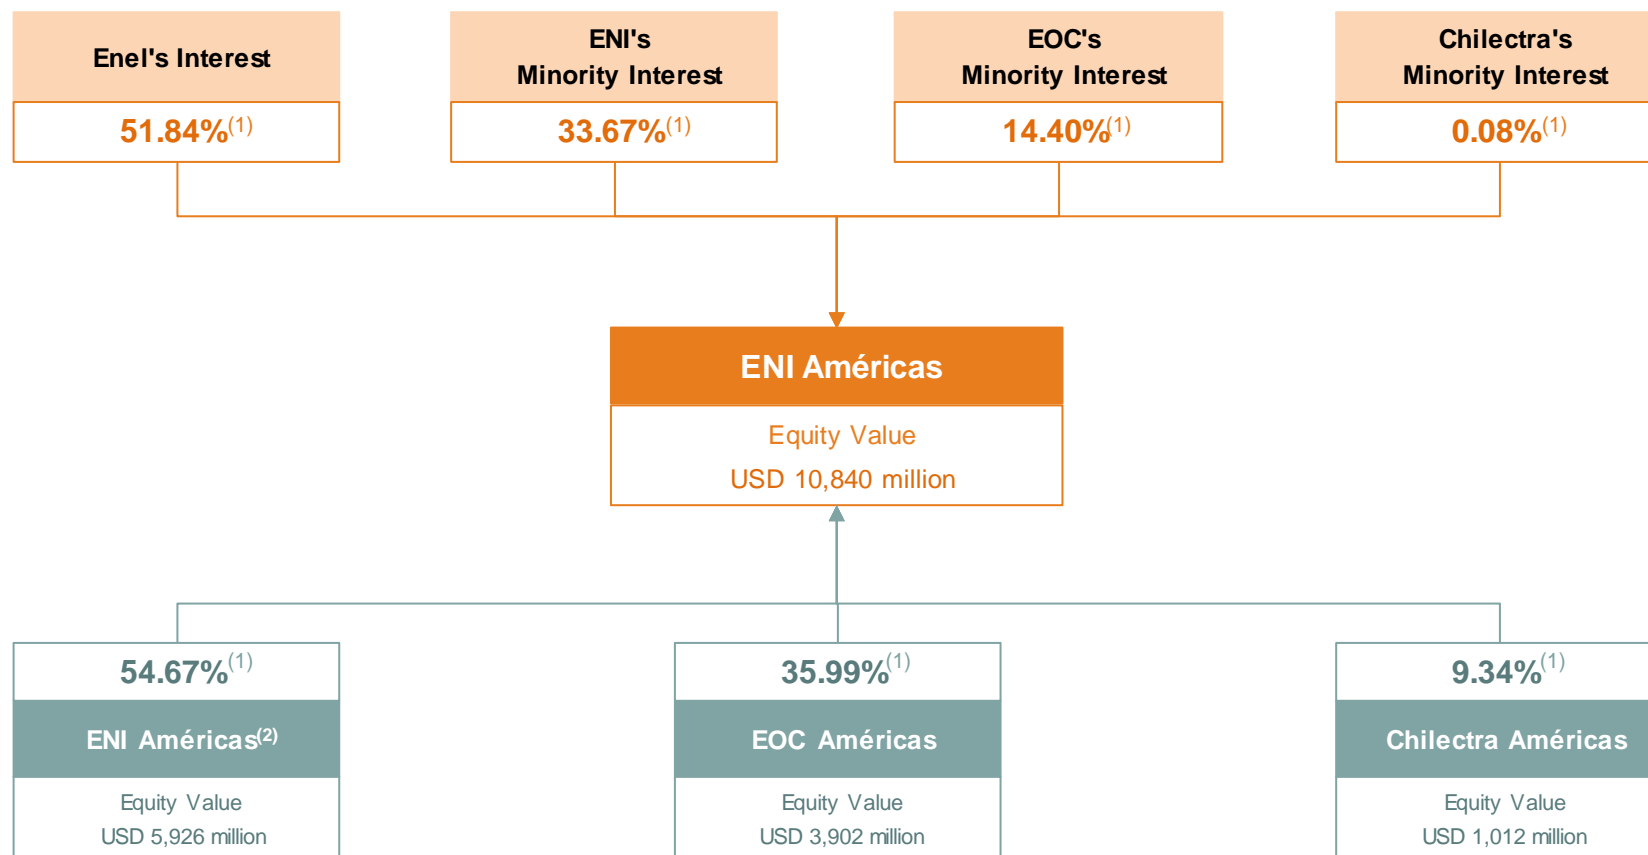 Enel's Interest
51.84%(1)
ENI's
Minority Interest
33.67%(1)
EOC's
Minority Interest
14.40%(1)
Chilectra's
Minority Interest
0.08%(1)
ENI Américas
Equity Value
USD 10,840 million
54.67%(1)
ENI Américas(2)
Equity Value
USD 5,926 million
35.99%(1)
EOC Américas
Equity Value
USD 3,902 million
9.34%(1)
Chilectra Américas
Equity Value
USD 1,012 million